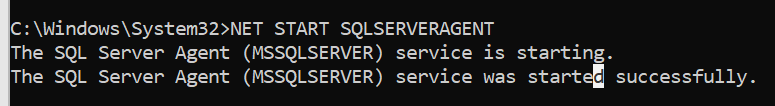 C:\Windows\System32>NET START SQLSERVERAGENT
The SQL Server Agent (MSSQLSERVER) service is starting.
The SQL Server Agent (MSSQLSERVER) service was started successfully.